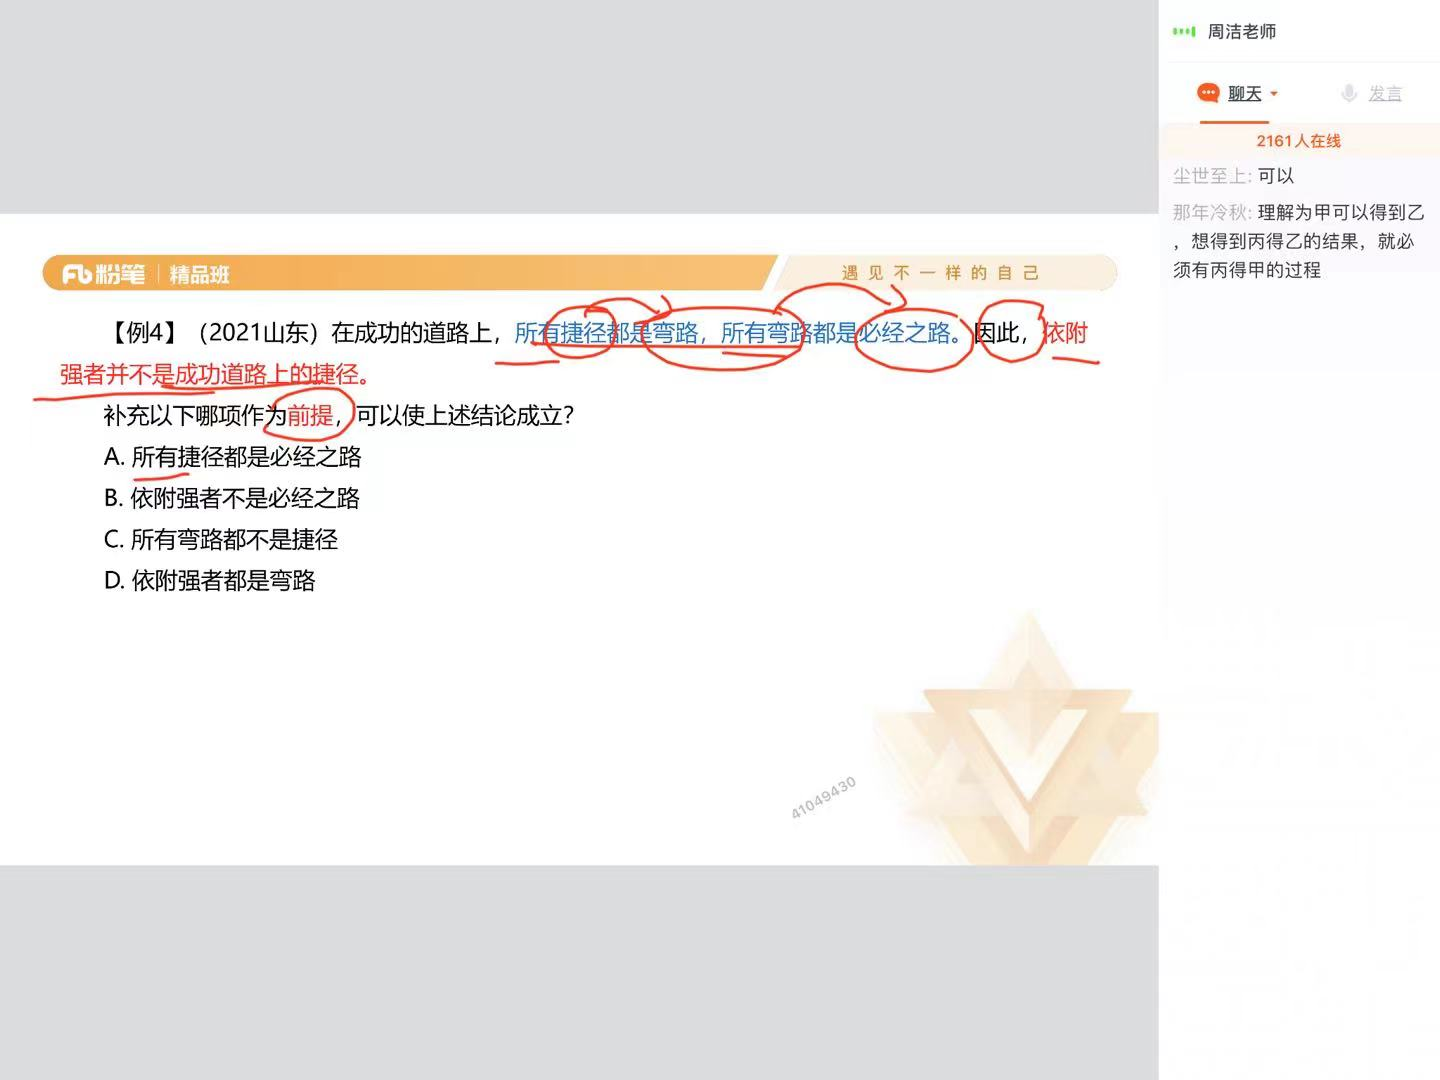 周洁老师
聊天
发言
2161人在线
尘世至上: 可以
那年冷秋: 理解为甲可以得到乙
，想得到丙得乙的结果，就必
须有丙得甲的过程
粉笔 精品班
遇见不一样的自己
【例4】（2021山东）在成功的道路上，所有捷径都是弯路，所有弯路都是必经之路。因此，依附
强者并不是成功道路上的捷径。
补充以下哪项作为前提，可以使上述结论成立？
A. 所有捷径都是必经之路
B. 依附强者不是必经之路
C. 所有弯路都不是捷径
D. 依附强者都是弯路
41049430